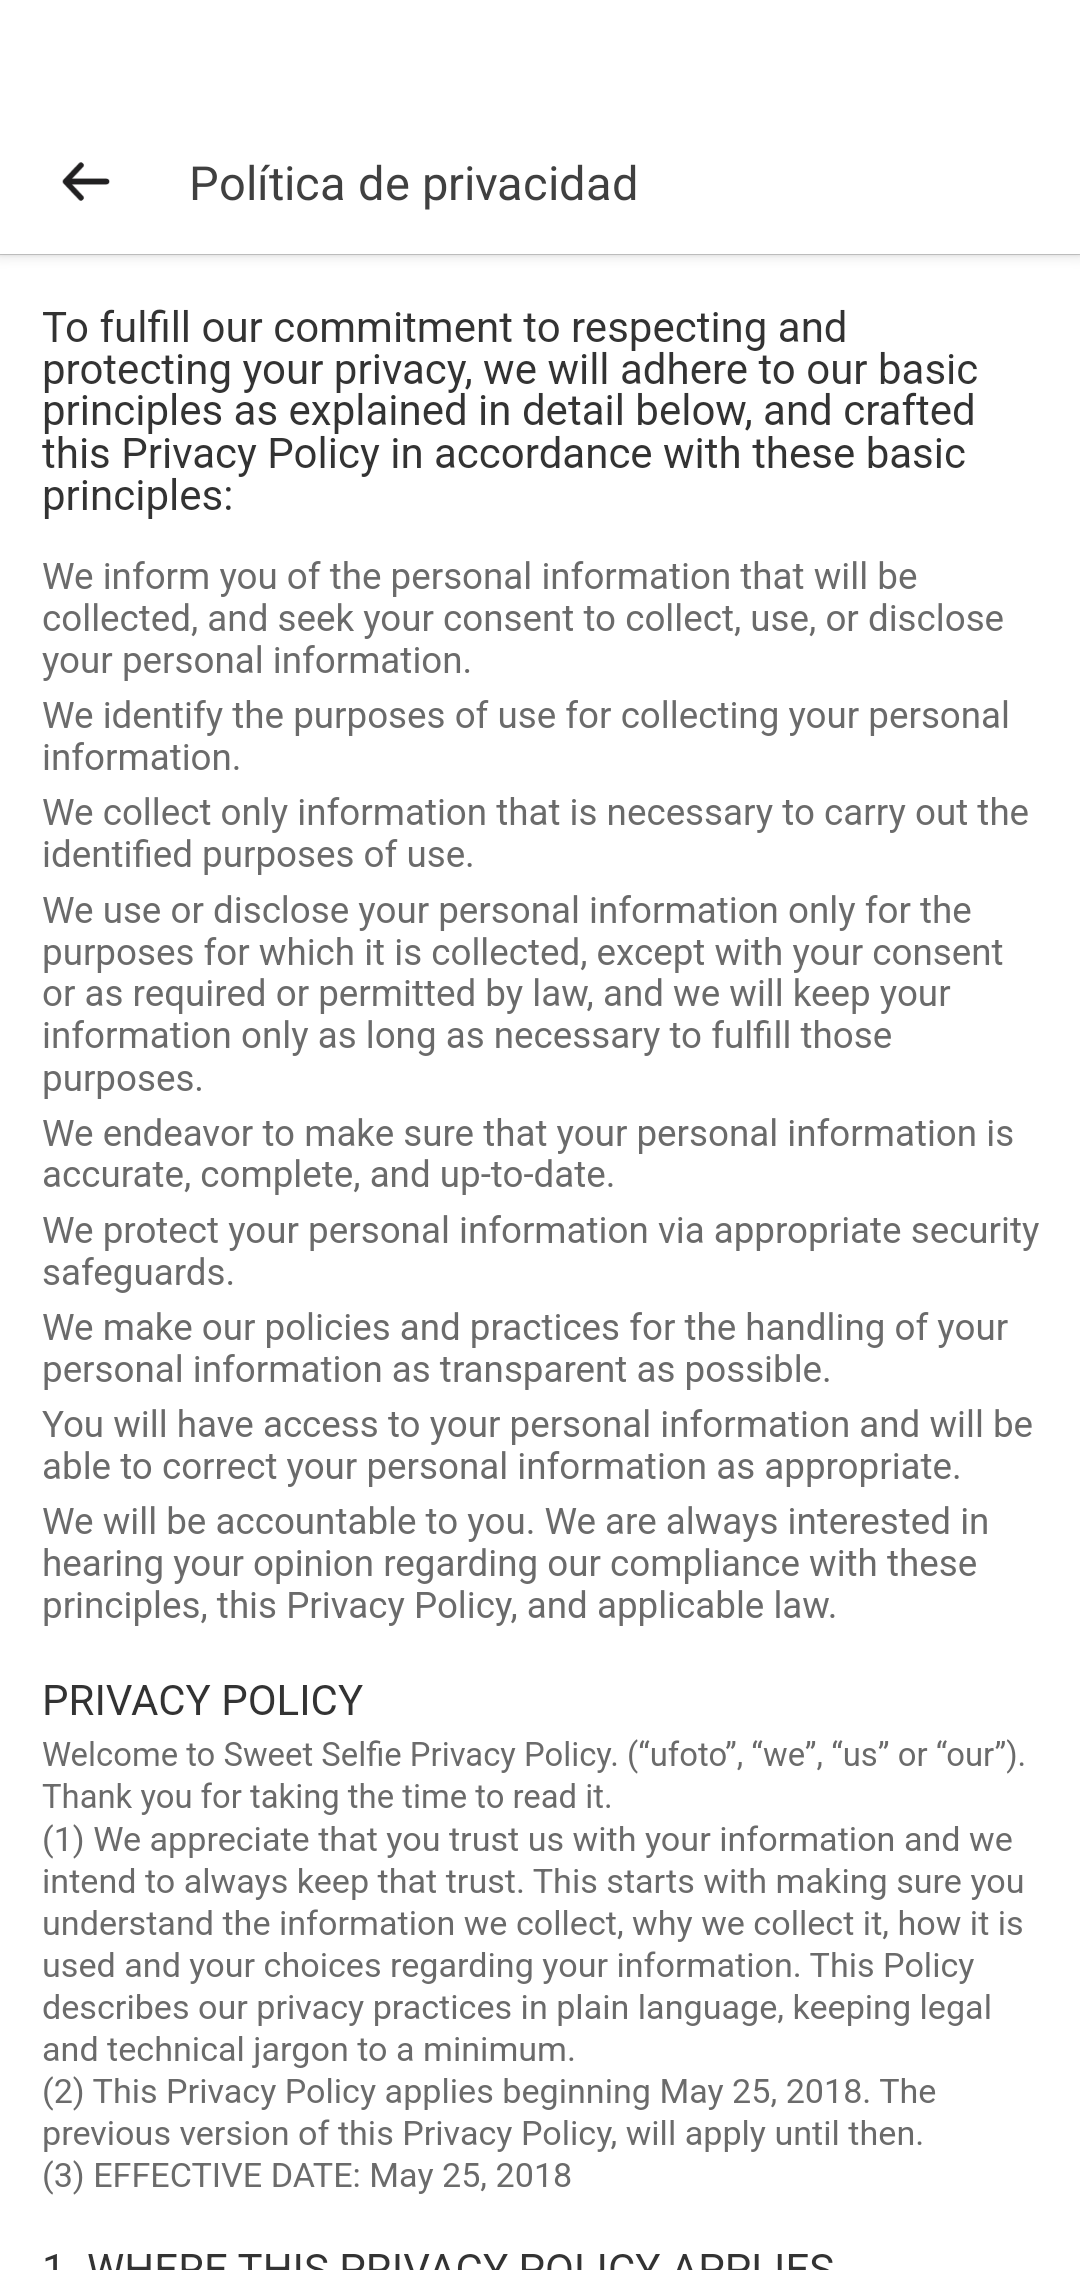 Política de privacidad
To fulfill our commitment to respecting and
protecting your privacy, we will adhere to our basic
principles as explained in detail below, and crafted
this Privacy Policy in accordance with these basic
principles:
We inform you of the personal information that will be
collected, and seek your consent to collect, use, or disclose
your personal information.
We identify the purposes of use for collecting your personal
information.
We collect only information that is necessary to carry out the
identified purposes of use.
We use or disclose your personal information only for the
purposes for which it is collected, except with your consent
or as required or permitted by law, and we will keep your
information only as long as necessary to fulfill those
purposes.
We endeavor to make sure that your personal information is
accurate, complete, and up-to-date.
We protect your personal information via appropriate security
safeguards.
We make our policies and practices for the handling of your
personal information as transparent as possible.
You will have access to your personal information and will be
able to correct your personal information as appropriate.
We will be accountable to you. We are always interested in
hearing your opinion regarding our compliance with these
principles, this Privacy Policy, and applicable law.
PRIVACY POLICY
Welcome to Sweet Selfie Privacy Policy. (“ufoto”, “we”, “us” or “our”).
Thank you for taking the time to read it.
(1) We appreciate that you trust us with your information and we
intend to always keep that trust. This starts with making sure you
understand the information we collect, why we collect it, how it is
used and your choices regarding your information. This Policy
describes our privacy practices in plain language, keeping legal
and technical jargon to a minimum.
(2) This Privacy Policy applies beginning May 25, 2018. The
previous version of this Privacy Policy, will apply until then.
(3) EFFECTIVE DATE: May 25, 2018
1. WHERE THIS PRIVACY POLICY APPLIES